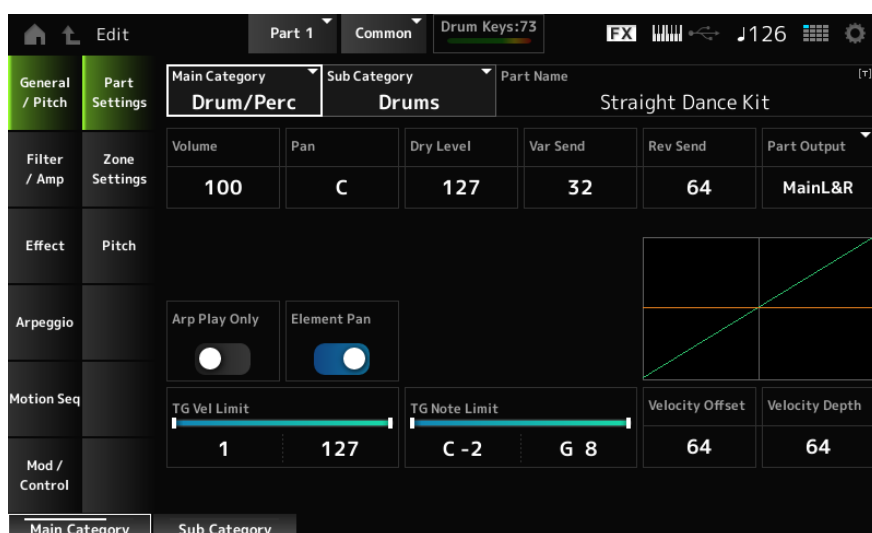 Edit
Part 1
Common
Drum Keys:73
FX
♩126
General
/ Pitch
Part
Settings
Main Category
Drum/Perc
Sub Category
Drums
Part Name
[T]
Straight Dance Kit
Filter
/ Amp
Zone
Settings
Volume
100
Pan
C
Dry Level
127
Var Send
32
Rev Send
64
Part Output
MainL&R
Effect
Pitch
Arpeggio
Arp Play Only
Element Pan
Motion Seq
TG Vel Limit
1
127
TG Note Limit
C -2
G 8
Velocity Offset
64
Velocity Depth
64
Mod /
Control
Main Category
Sub Category